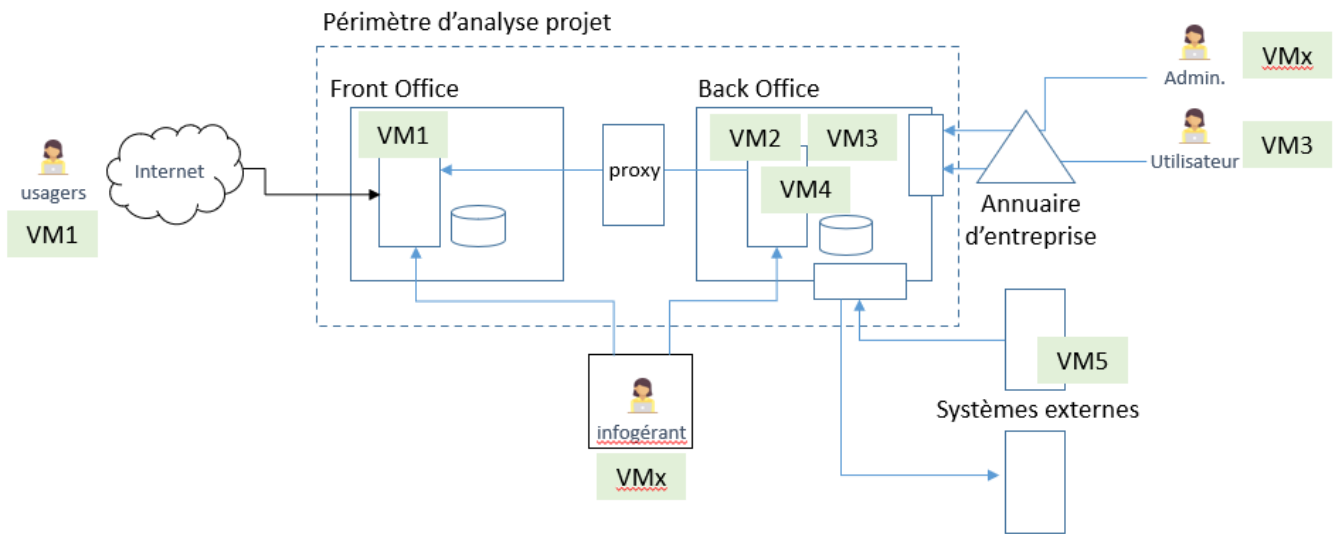 Périmètre d’analyse projet
Front Office
Back Office
VM1
VM2
VM3
VM4
proxy
Internet
usagers
VM1
Admin.
VMx
Utilisateur
VM3
Annuaire
d’entreprise
VM5
Systèmes externes
infogérant
VMx